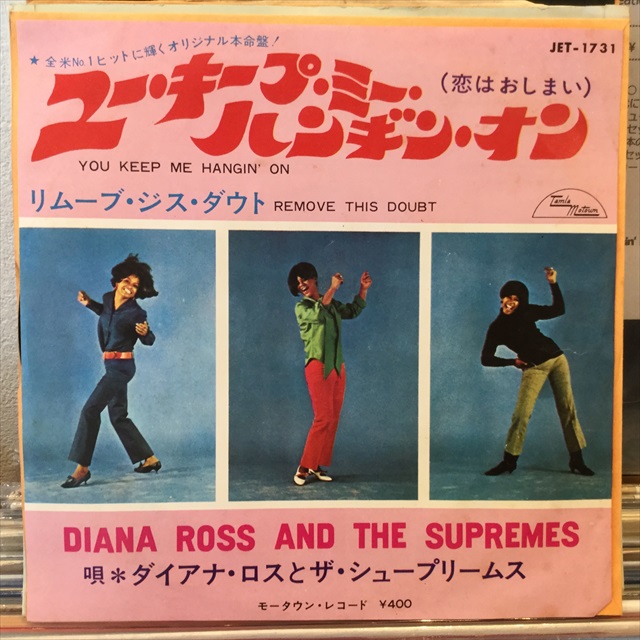 ★ 全米No.1ヒットに輝くオリジナル本命盤!
JET-1731
ユー・キープ・ミー・
ハンギン・オン
(恋はおしまい)
YOU KEEP ME HANGIN' ON
リムーブ・ジス・ダウト REMOVE THIS DOUBT
Tamla
Motown
DIANA ROSS AND THE SUPREMES
唄*ダイアナ・ロスとザ・シュープリームス
モータウン・レコード ¥400